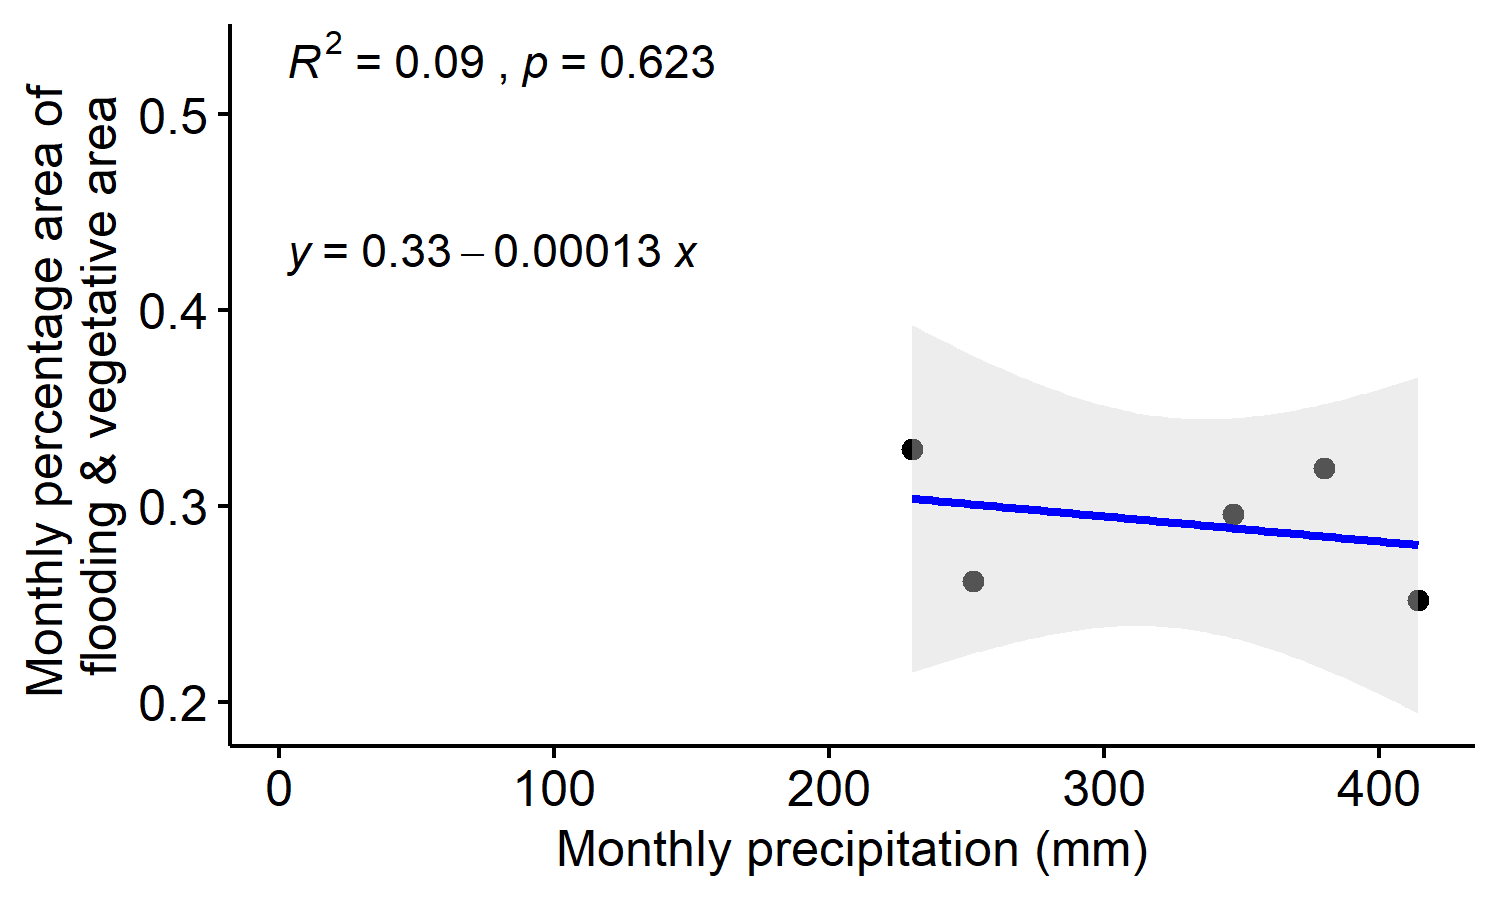 R² = 0.09 , p = 0.623
y = 0.33 – 0.00013 x
Monthly percentage area of
flooding & vegetative area
0.5
0.4
0.3
0.2
0 100 200 300 400
Monthly precipitation (mm)